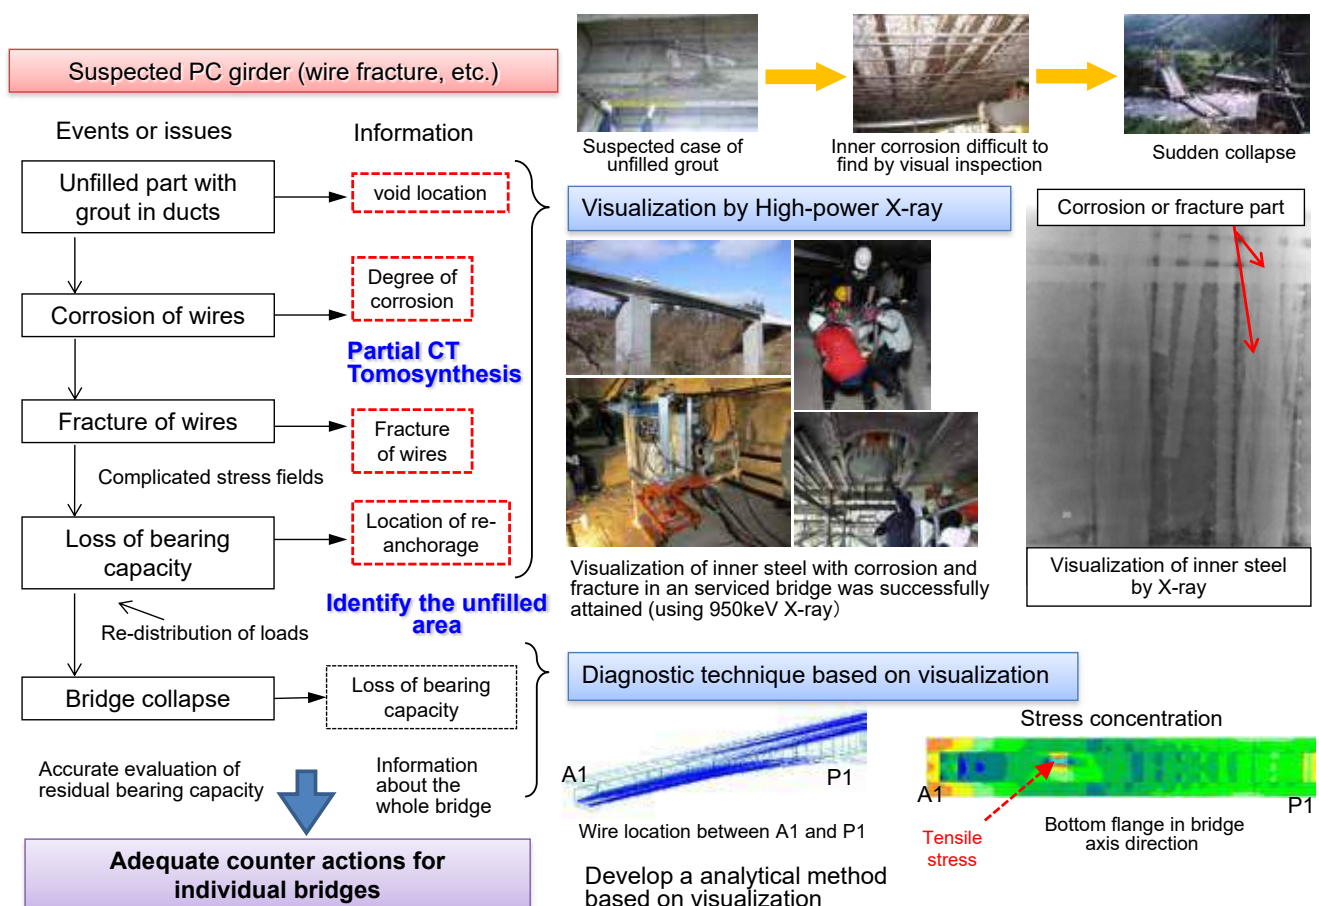 Suspected PC girder (wire fracture, etc.)
Events or issues
Information
Unfilled part with
grout in ducts
void location
Corrosion of wires
Degree of
corrosion
Partial CT
Tomosynthesis
Fracture of wires
Fracture
of wires
Complicated stress fields
Loss of bearing
capacity
Location of re-
anchorage
Identify the unfilled
area
Re-distribution of loads
Bridge collapse
Loss of bearing
capacity
Accurate evaluation of
residual bearing capacity
Information
about the
whole bridge
Adequate counter actions for
individual bridges
Suspected case of
unfilled grout
Inner corrosion difficult to
find by visual inspection
Sudden collapse
Visualization by High-power X-ray
Corrosion or fracture part
Visualization of inner steel with corrosion and
fracture in an serviced bridge was successfully
attained (using 950keV X-ray）
Visualization of inner steel
by X-ray
Diagnostic technique based on visualization
A1
P1
Wire location between A1 and P1
Develop a analytical method
based on visualization
Stress concentration
A1
P1
Tensile
stress
Bottom flange in bridge
axis direction